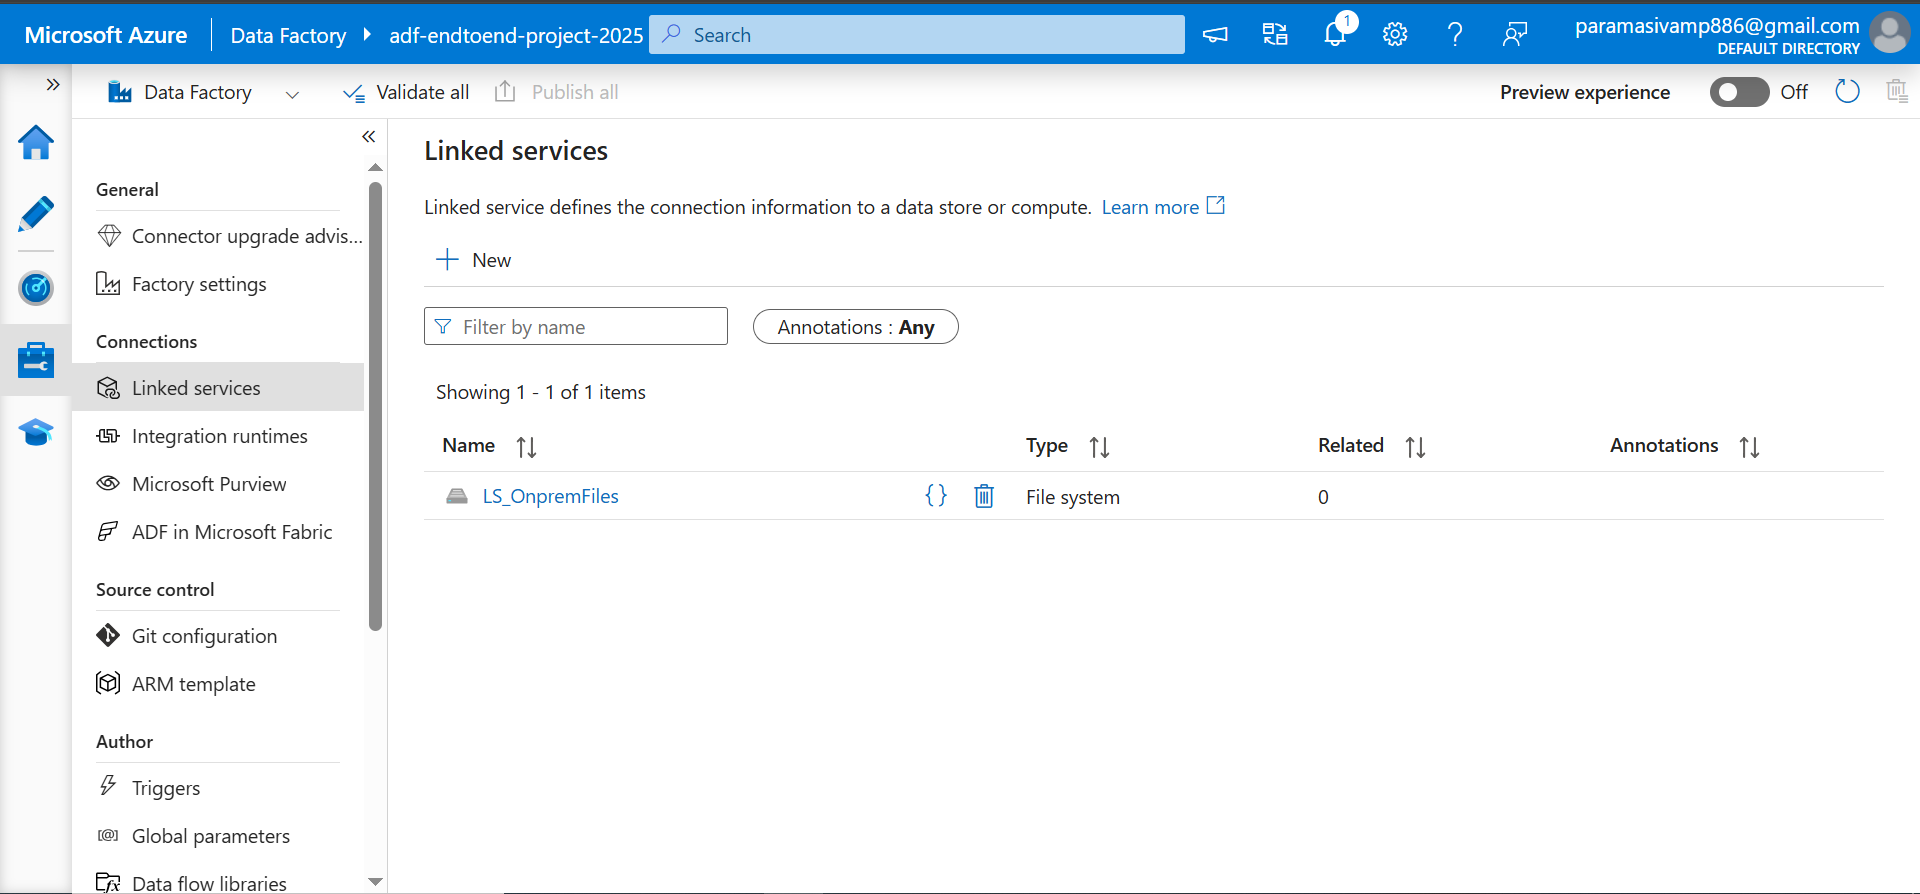 Microsoft Azure Data Factory adf-endtoend-project-2025 Search 1 paramasivamp886@gmail.com
DEFAULT DIRECTORY
Data Factory Validate all Publish all Preview experience Off
General
Connector upgrade advis...
Factory settings
Connections
Linked services
Integration runtimes
Microsoft Purview
ADF in Microsoft Fabric
Source control
Git configuration
ARM template
Author
Triggers
Global parameters
Data flow libraries
Linked services
Linked service defines the connection information to a data store or compute. Learn more
New
Filter by name Annotations : Any
Showing 1 - 1 of 1 items
Name Type Related Annotations
LS_OnpremFiles {} File system 0